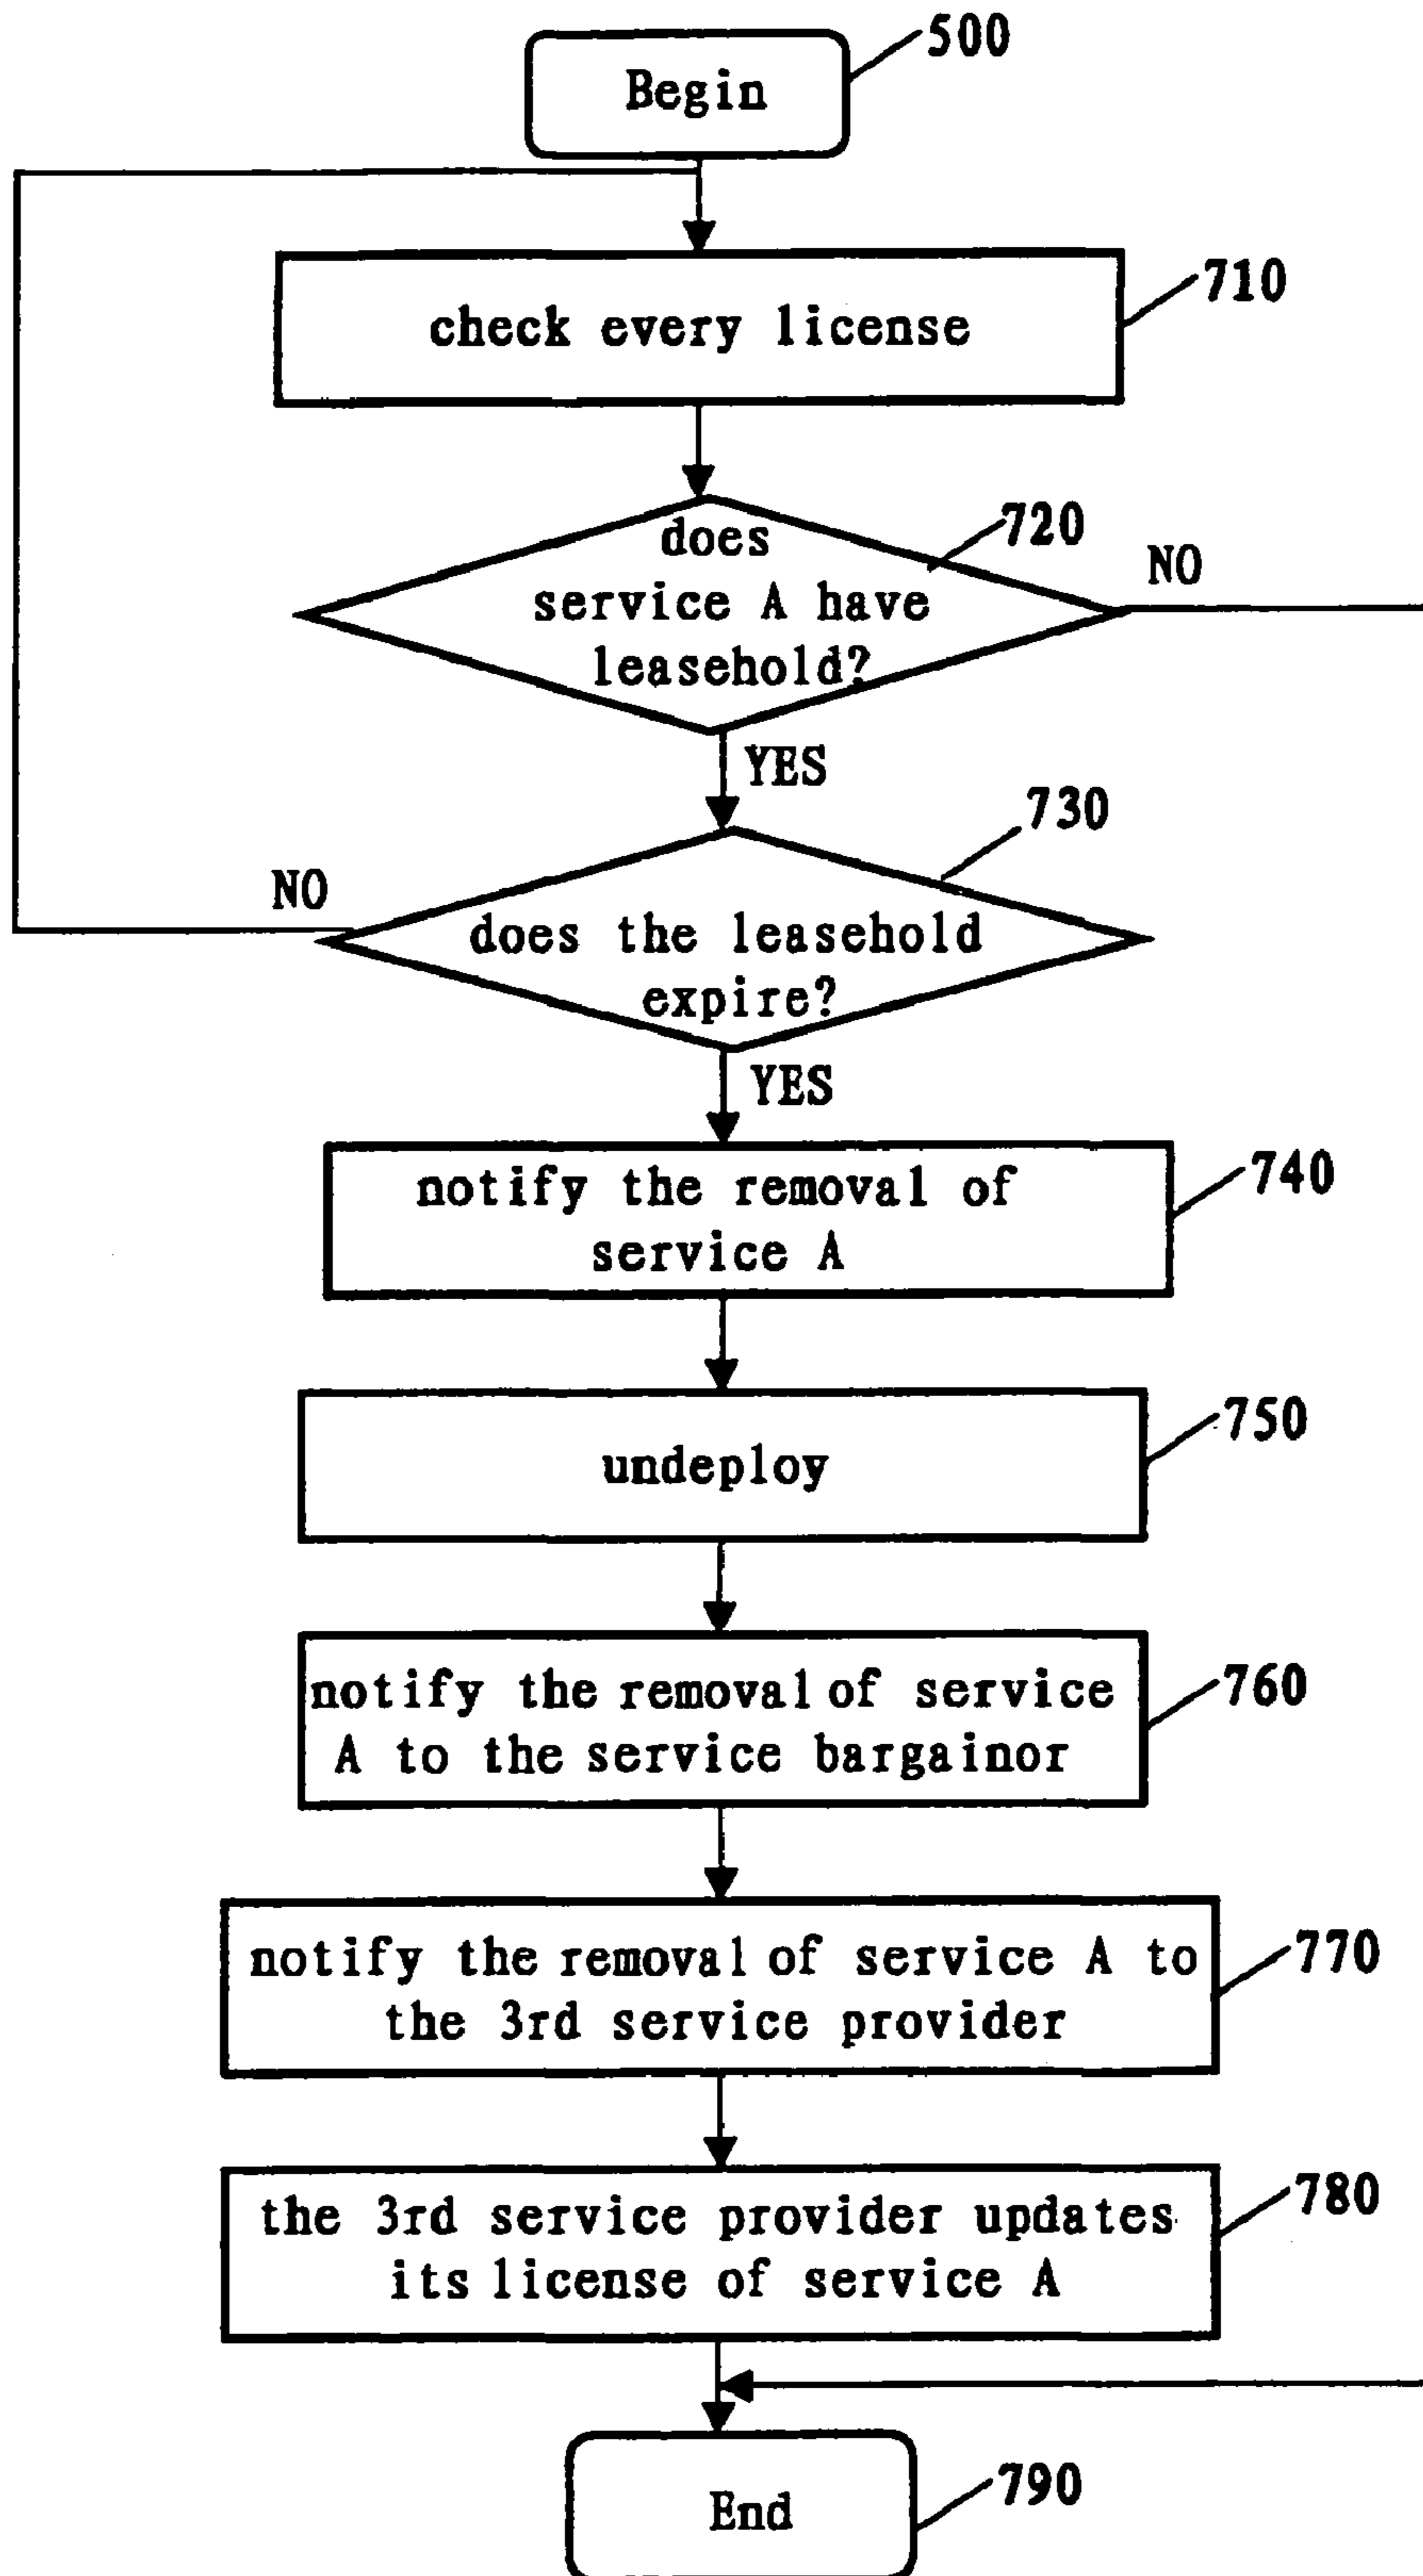 Begin
500
check every license
710
does
service A have
leasehold?
720
NO
YES
730
NO
does the leasehold
expire?
YES
notify the removal of
service A
740
undeploy
750
notify the removal of service
A to the service bargainor
760
notify the removal of service A to
the 3rd service provider
770
the 3rd service provider updates
its license of service A
780
End
790